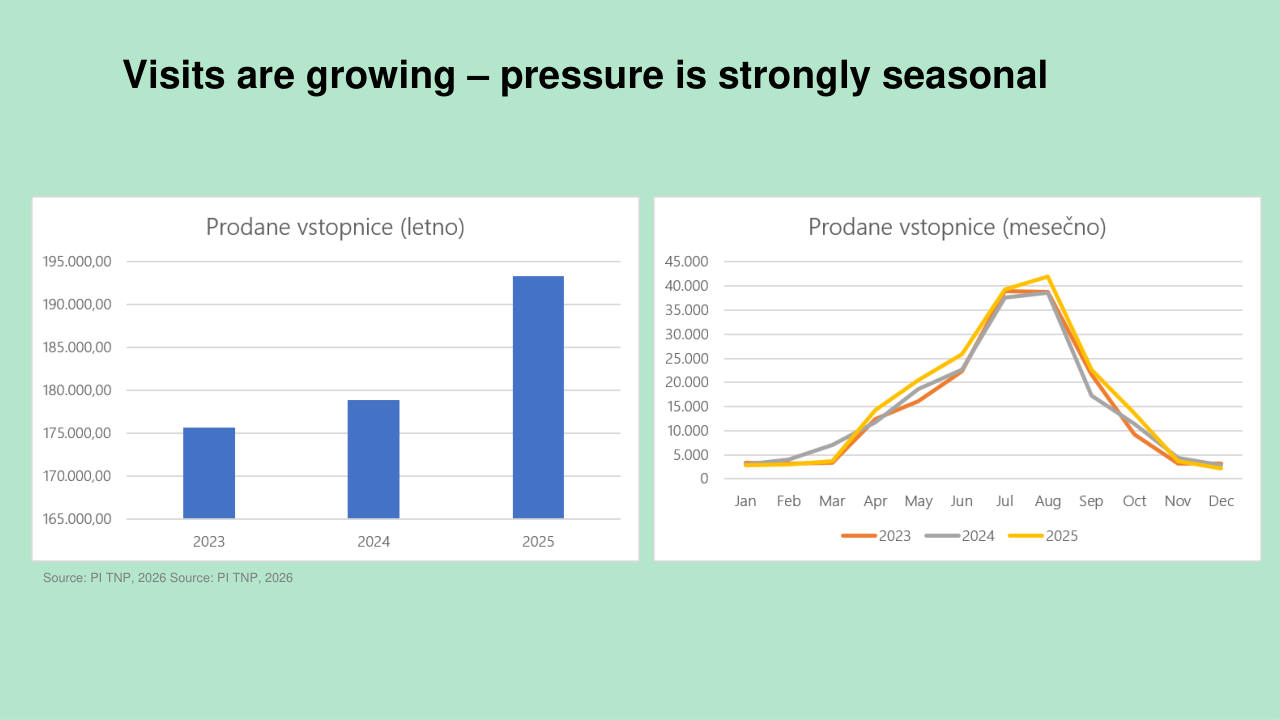 Visits are growing – pressure is strongly seasonal
Prodane vstopnice (letno)
195.000,00
190.000,00
185.000,00
180.000,00
175.000,00
170.000,00
165.000,00
2023 2024 2025
Prodane vstopnice (mesečno)
45.000
40.000
35.000
30.000
25.000
20.000
15.000
10.000
5.000
0
Jan Feb Mar Apr May Jun Jul Aug Sep Oct Nov Dec
2023 2024 2025
Source: PI TNP, 2026 Source: PI TNP, 2026